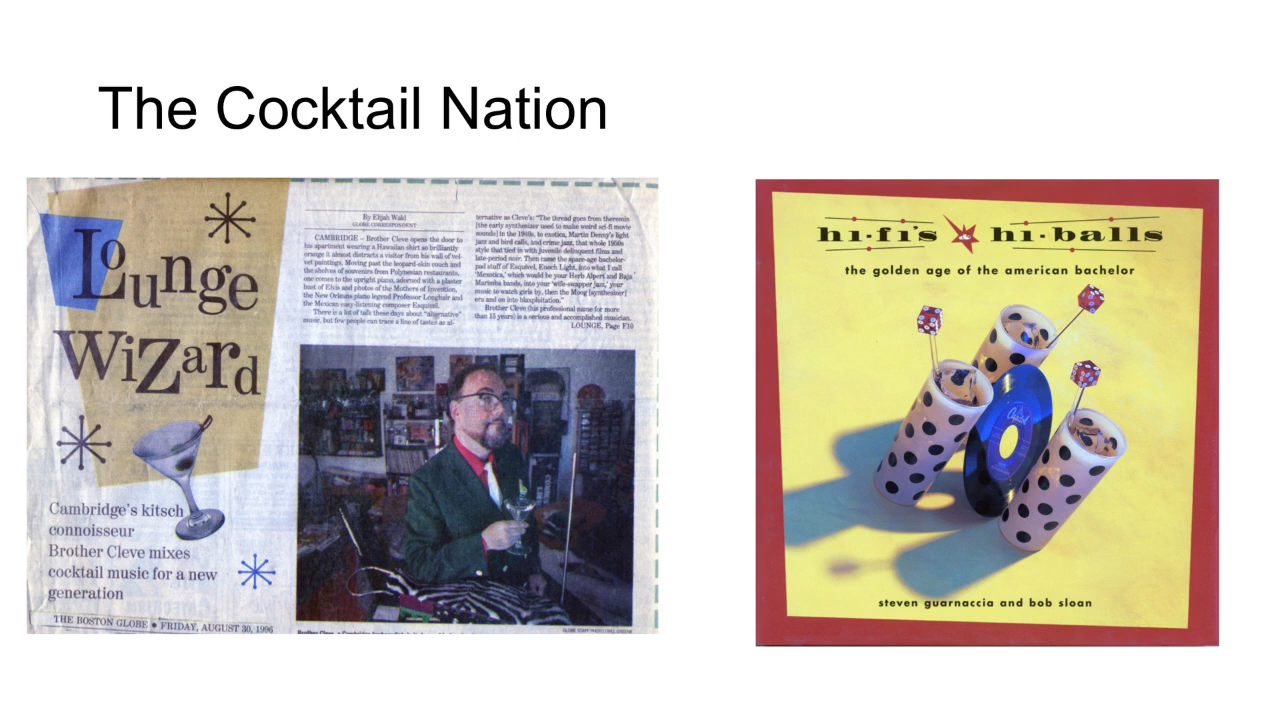 The Cocktail Nation
Lounge
Wizard
Cambridge's kitsch
connoisseur
Brother Cleve mixes
cocktail music for a new
generation
THE BOSTON GLOBE • FRIDAY, AUGUST 30, 1996
By Elijah Wald
GLOBE CORRESPONDENT
CAMBRIDGE – Brother Cleve opens the door to
his apartment wearing a Hawaiian shirt so brilliantly
orange it almost distracts a visitor from his wall of vel-
vet paintings. Moving past the leopard-skin couch and
the shelves of souvenirs from Polynesian restaurants,
one comes to the upright piano, adorned with a plaster
bust of Elvis and photos of the Mothers of Invention,
the New Orleans piano legend Professor Longhair and
the Mexican easy-listening composer Esquivel.
There is a lot of talk these days about "alternative"
music, but few people can trace a line of tastes as al-
ternative as Cleve's: "The thread goes from theremin
[the early synthesizer used to make weird sci-fi movie
sounds] in the 1940s, to exotica, Martin Denny's light
jazz and bird calls, and crime jazz, that whole 1950s
style that tied in with juvenile delinquent films and
late-period noir. Then came the space-age bachelor-
pad stuff of Esquivel, Enoch Light, into what I call
'Mexotica,' which would be your Herb Alpert and Baja
Marimba bands, into your 'wife-swapper jazz,' your
music to watch girls by, then the Moog [synthesizer]
era and on into blaxploitation."
Brother Cleve (his professional name for more
than 15 years) is a serious and accomplished musician.
LOUNGE, Page F10
hi-fi's hi-balls
the golden age of the american bachelor
Capitol
steven guarnaccia and bob sloan